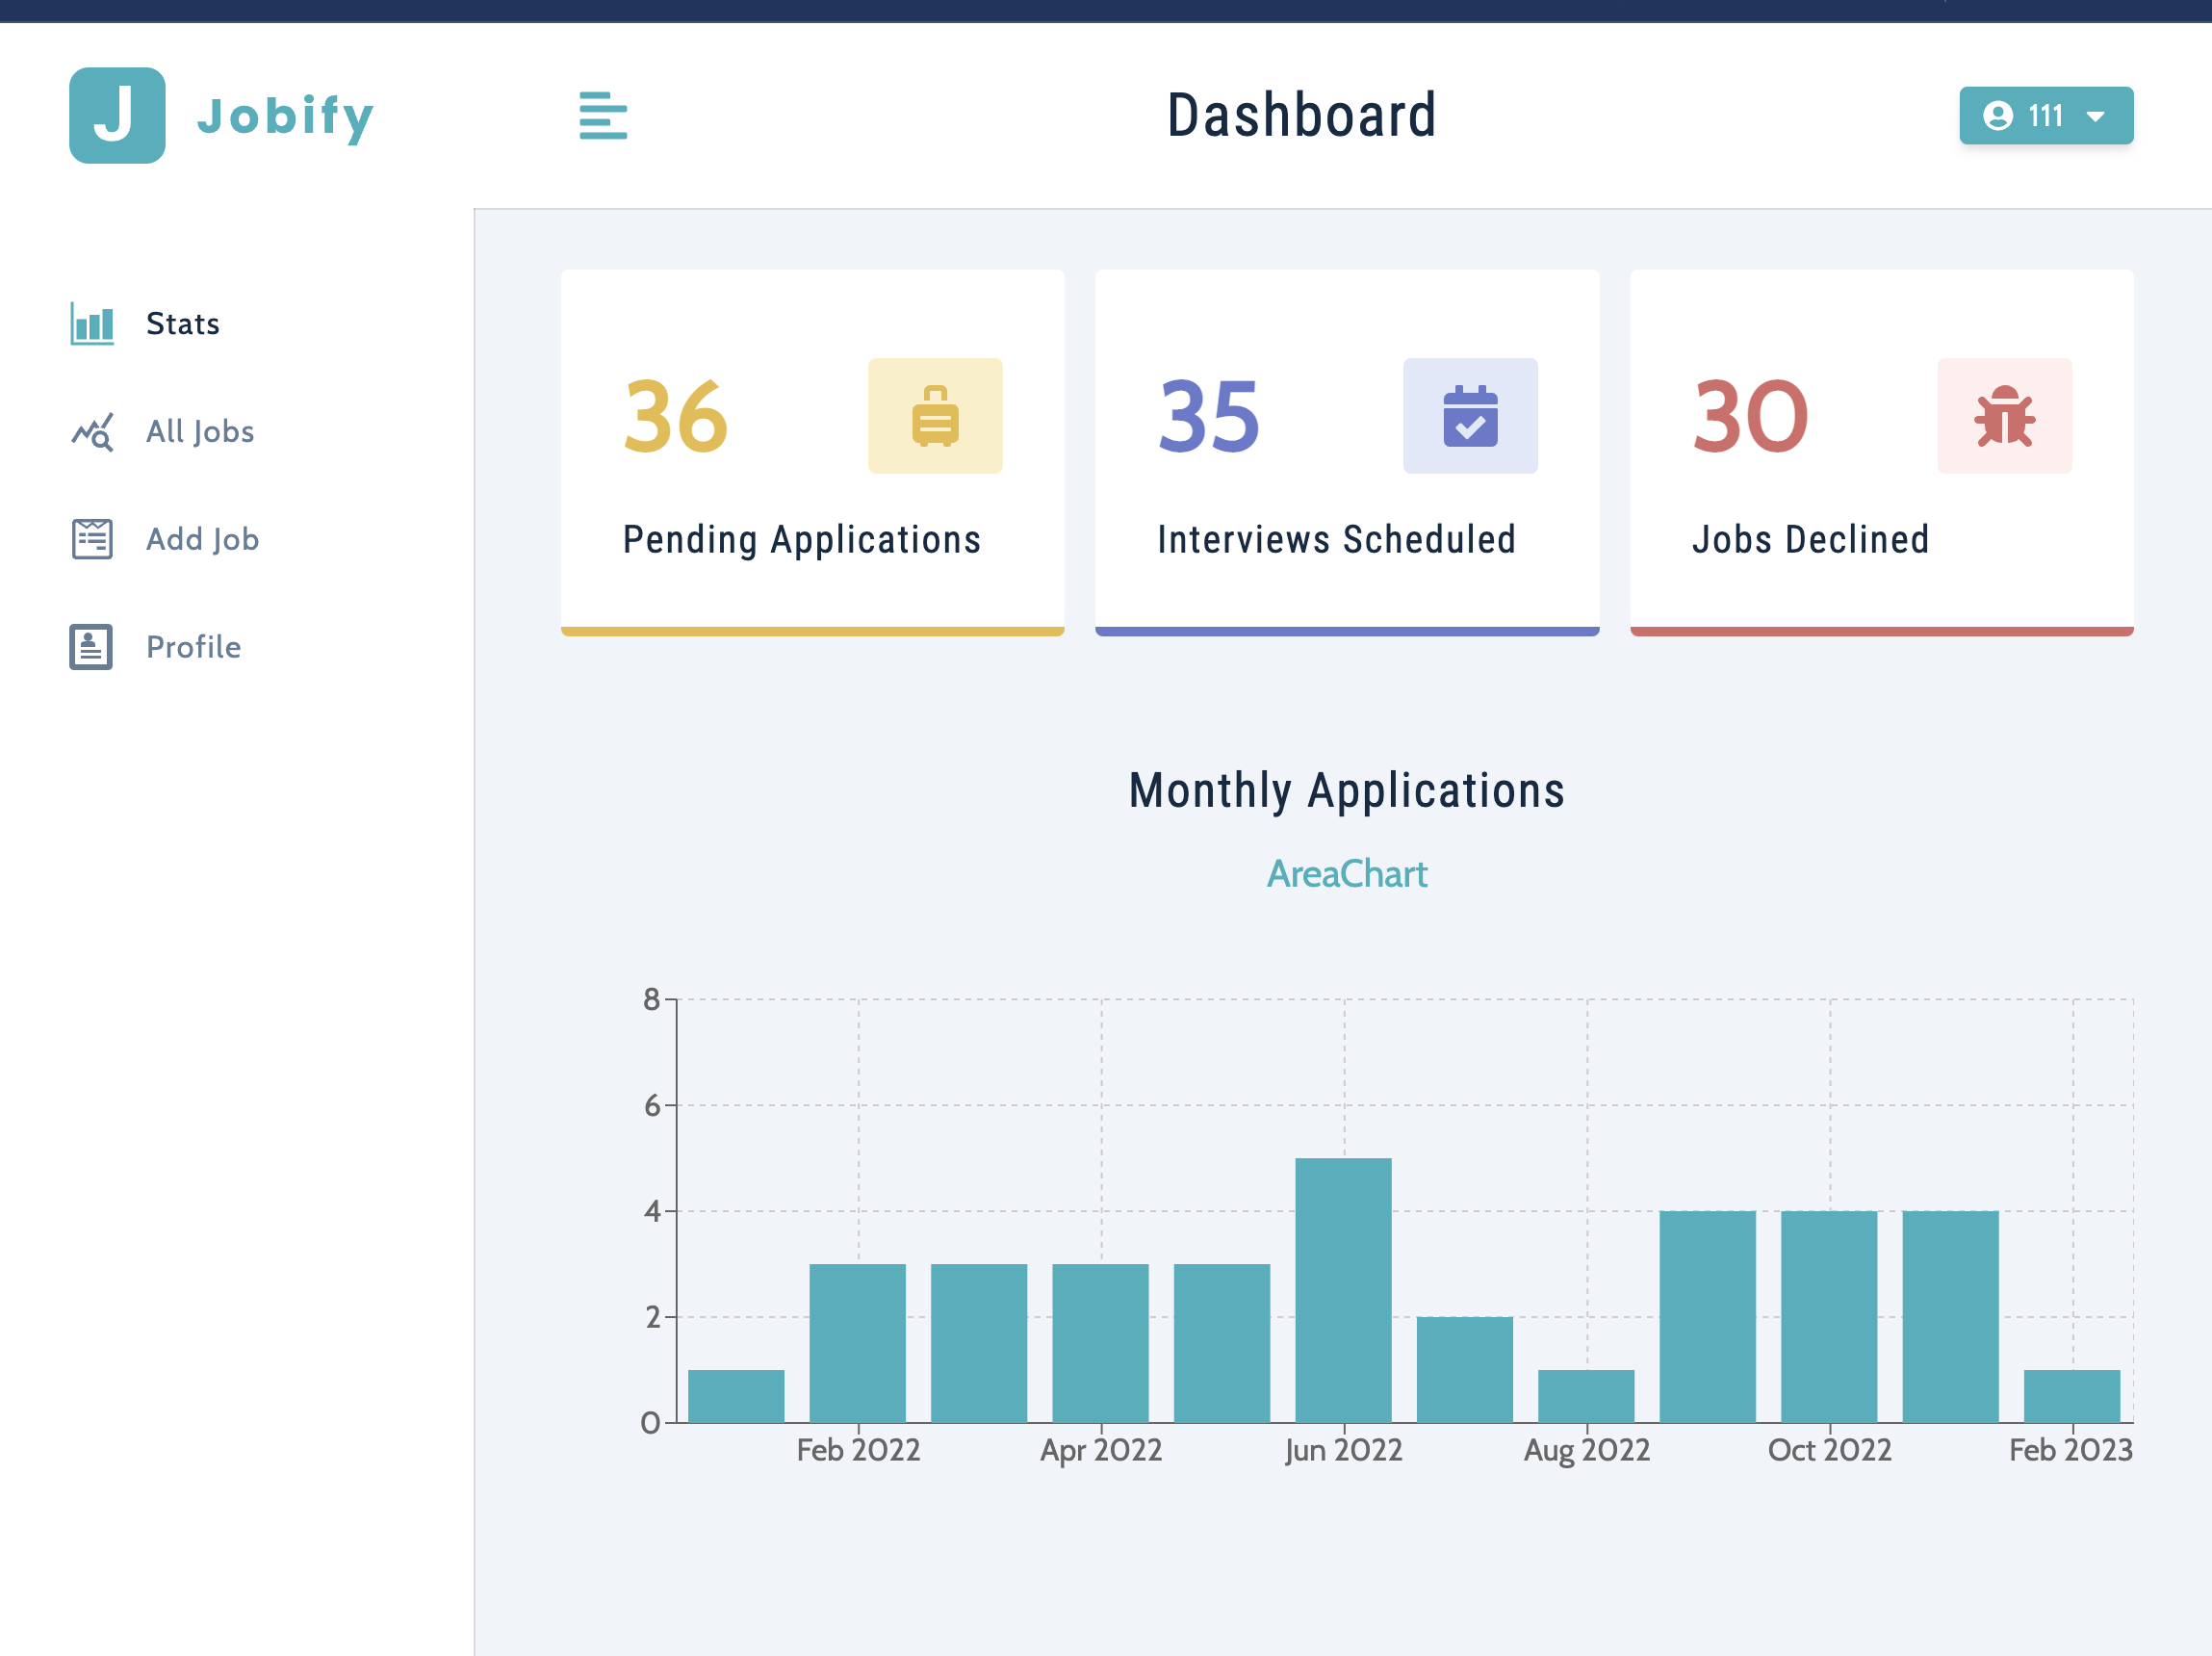 J Jobify
Dashboard
111
Stats
All Jobs
Add Job
Profile
36
Pending Applications
35
Interviews Scheduled
30
Jobs Declined
Monthly Applications
AreaChart
8
6
4
2
0
Feb 2022 Apr 2022 Jun 2022 Aug 2022 Oct 2022 Feb 2023